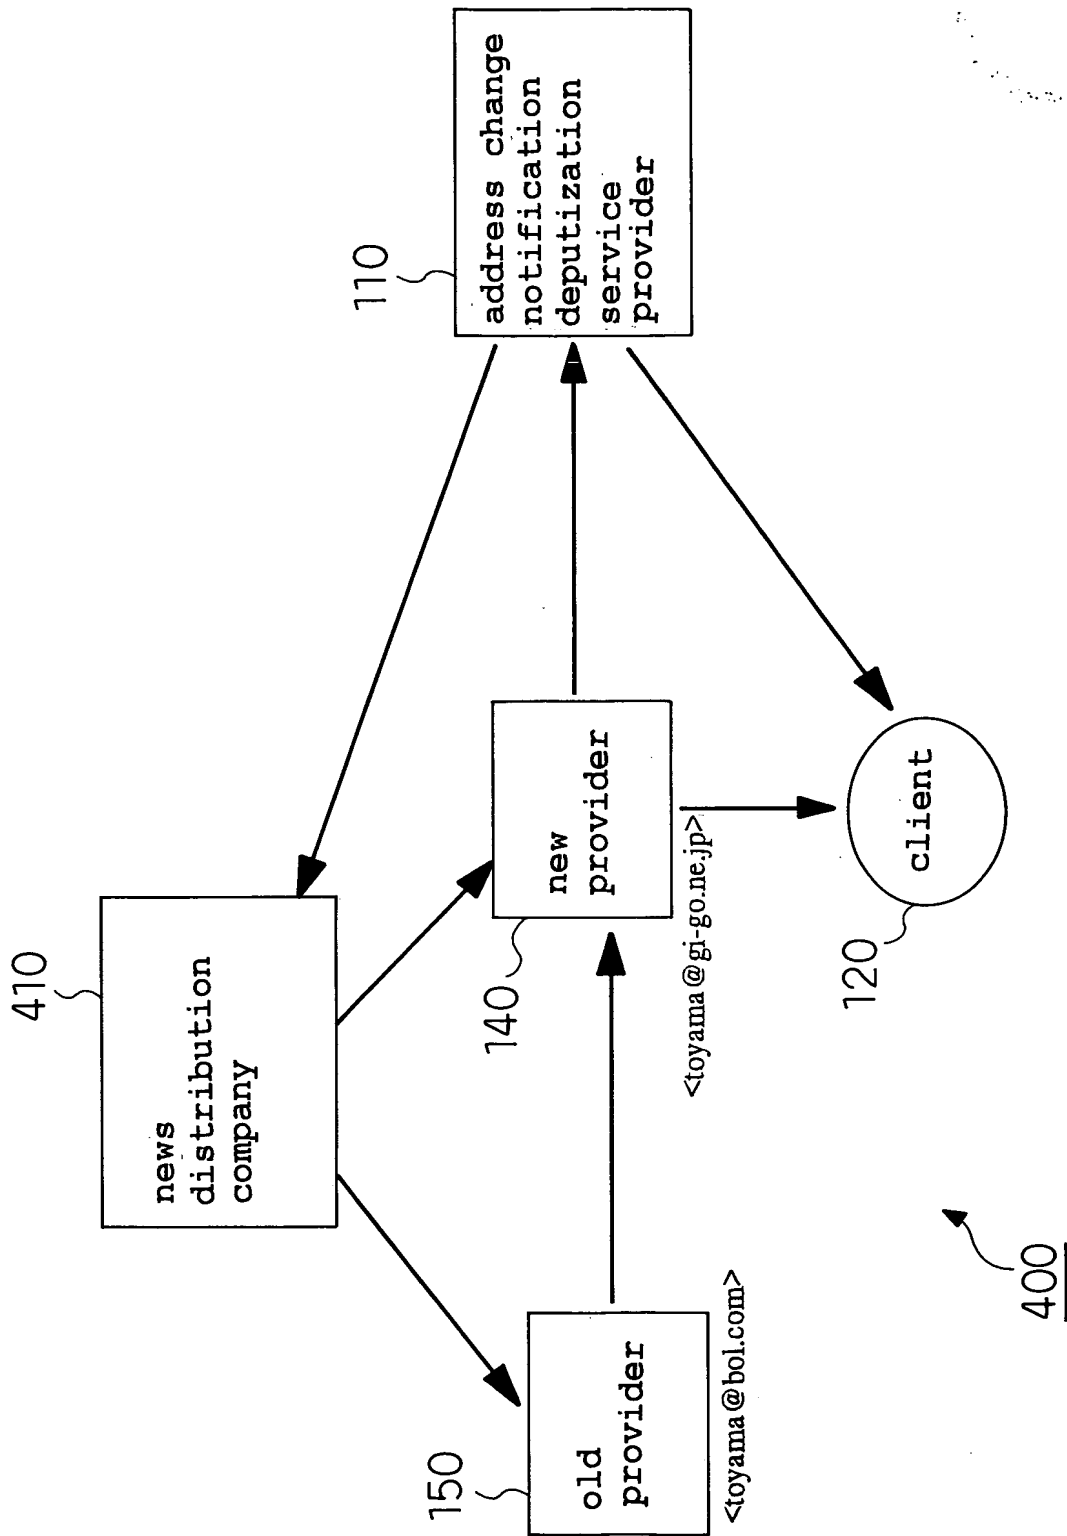 410
news
distribution
company
110
address change
notification
deputization
service
provider
150
old
provider
<toyama@bol.com>
140
new
provider
<toyama@gi-go.ne.jp>
120
client
400